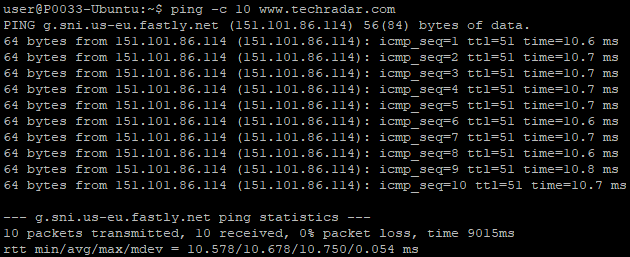 user@P0033-Ubuntu:~$ ping -c 10 www.techradar.com
PING g.sni.us-eu.fastly.net (151.101.86.114) 56(84) bytes of data.
64 bytes from 151.101.86.114 (151.101.86.114): icmp_seq=1 ttl=51 time=10.6 ms
64 bytes from 151.101.86.114 (151.101.86.114): icmp_seq=2 ttl=51 time=10.7 ms
64 bytes from 151.101.86.114 (151.101.86.114): icmp_seq=3 ttl=51 time=10.7 ms
64 bytes from 151.101.86.114 (151.101.86.114): icmp_seq=4 ttl=51 time=10.7 ms
64 bytes from 151.101.86.114 (151.101.86.114): icmp_seq=5 ttl=51 time=10.7 ms
64 bytes from 151.101.86.114 (151.101.86.114): icmp_seq=6 ttl=51 time=10.6 ms
64 bytes from 151.101.86.114 (151.101.86.114): icmp_seq=7 ttl=51 time=10.7 ms
64 bytes from 151.101.86.114 (151.101.86.114): icmp_seq=8 ttl=51 time=10.6 ms
64 bytes from 151.101.86.114 (151.101.86.114): icmp_seq=9 ttl=51 time=10.8 ms
64 bytes from 151.101.86.114 (151.101.86.114): icmp_seq=10 ttl=51 time=10.7 ms
--- g.sni.us-eu.fastly.net ping statistics ---
10 packets transmitted, 10 received, 0% packet loss, time 9015ms
rtt min/avg/max/mdev = 10.578/10.678/10.750/0.054 ms